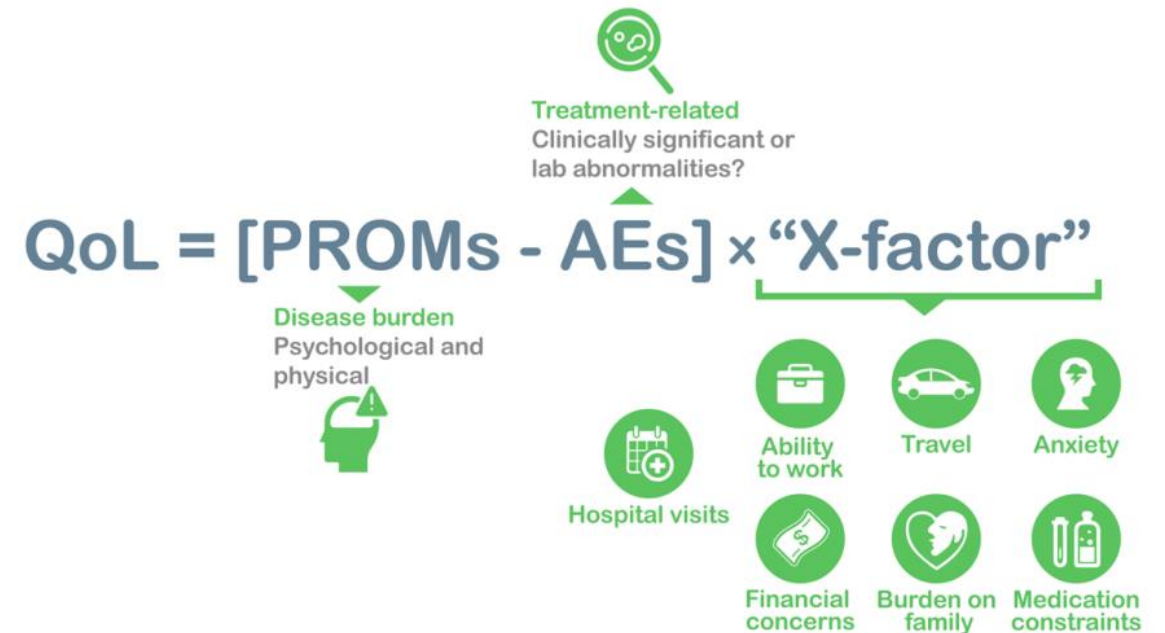 Treatment-related
Clinically significant or
lab abnormalities?
QoL = [PROMs - AEs] × “X-factor”
Disease burden
Psychological and
physical
Hospital visits
Ability
to work
Travel
Anxiety
Financial
concerns
Burden on
family
Medication
constraints